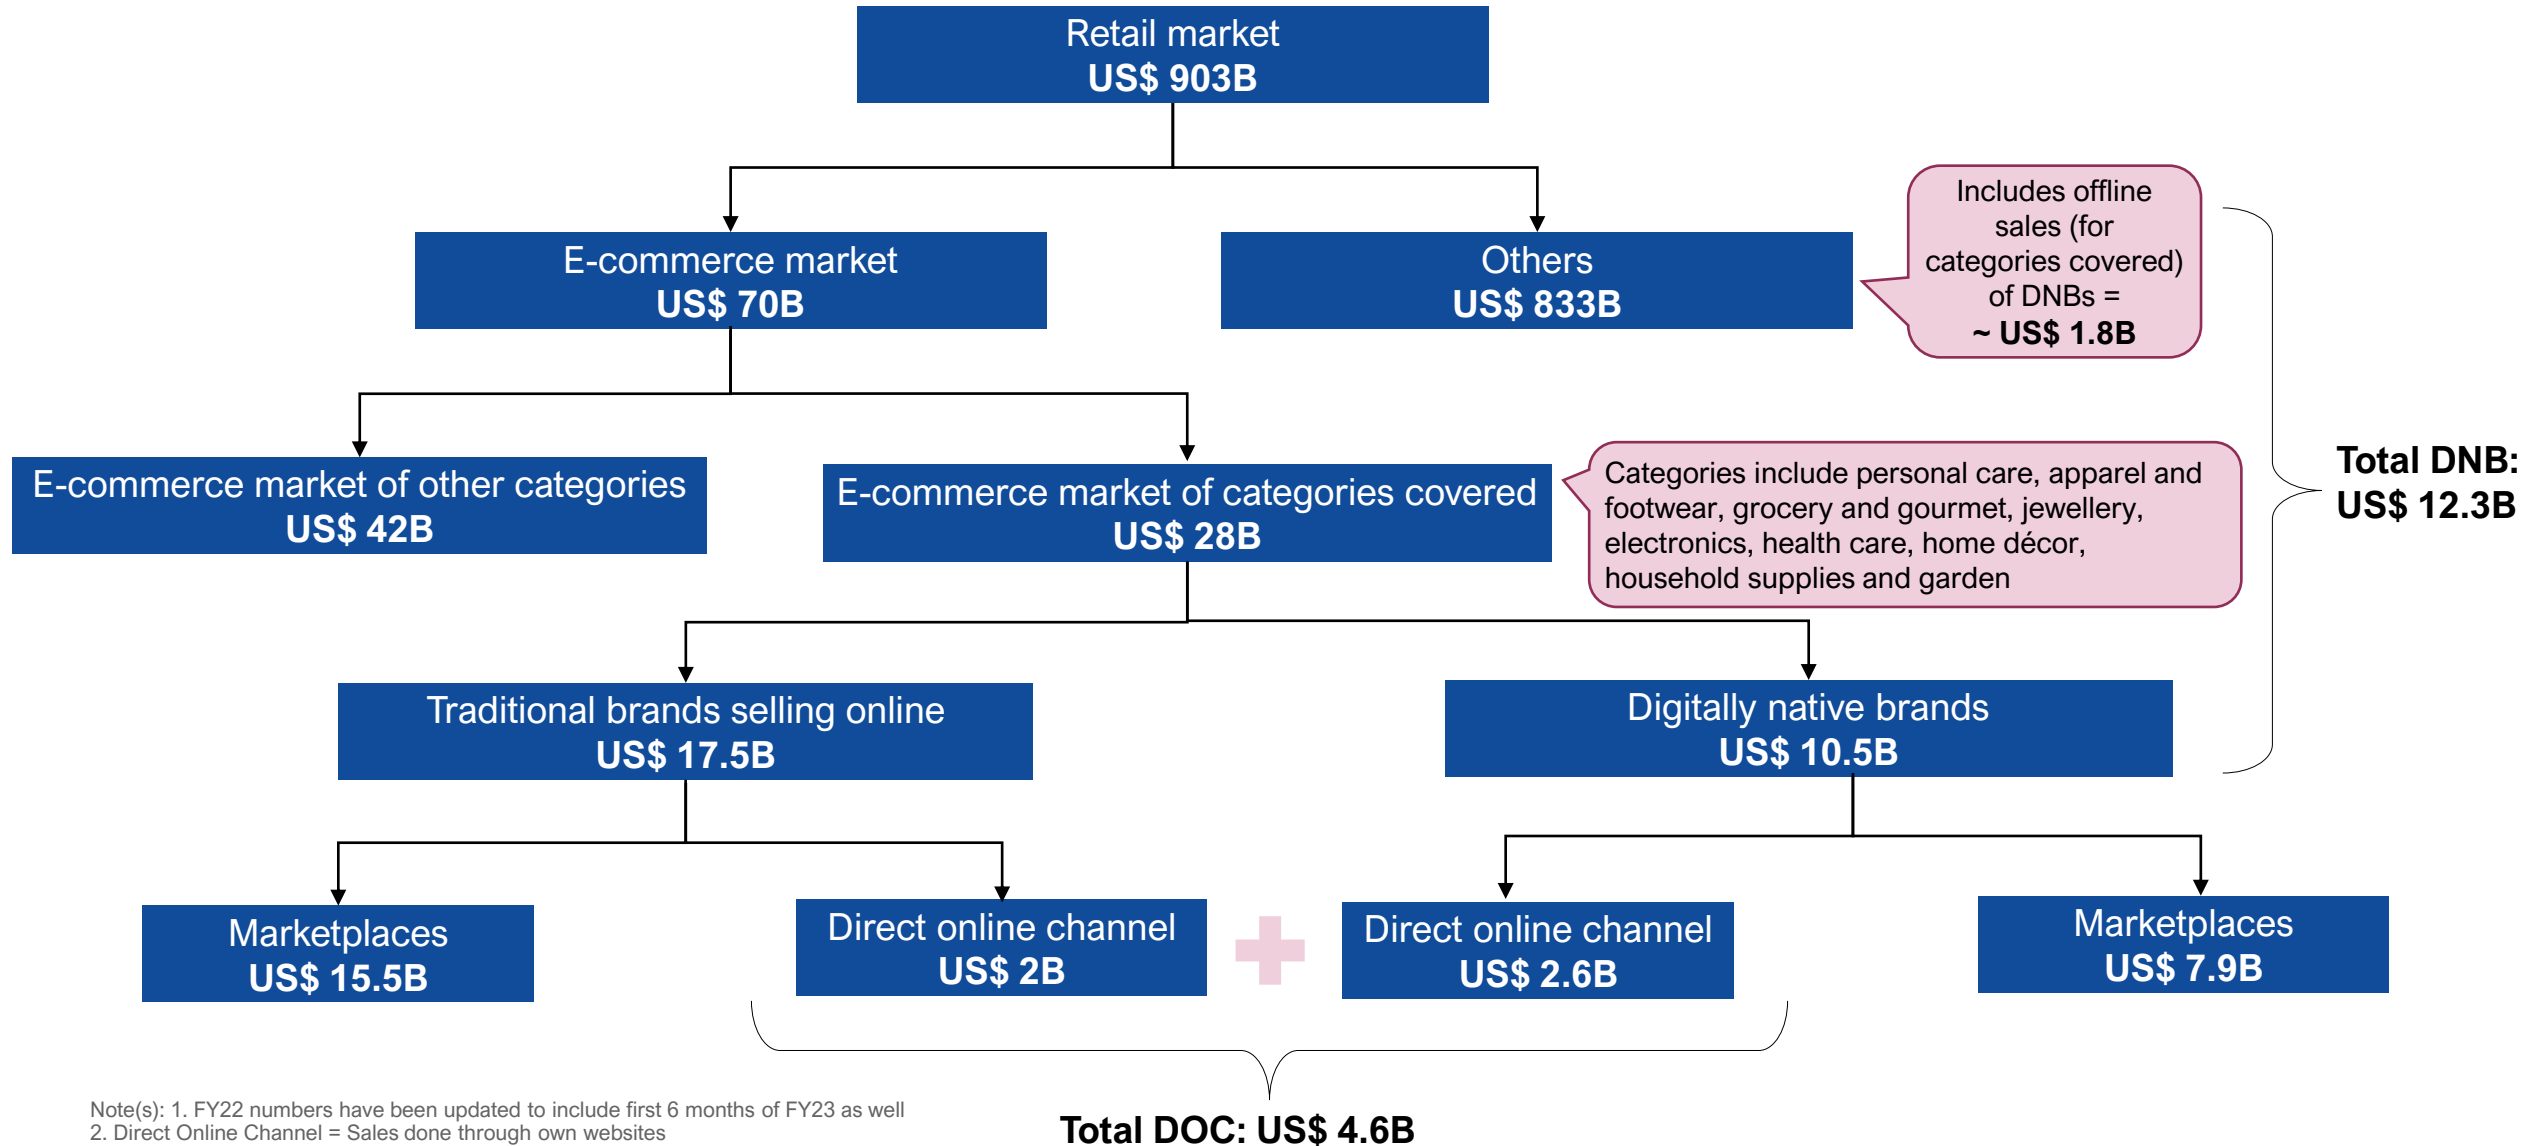 Retail market
US$ 903B
E-commerce market
US$ 70B
Others
US$ 833B
Includes offline
sales (for
categories covered)
of DNBs =
~ US$ 1.8B
E-commerce market of other categories
US$ 42B
E-commerce market of categories covered
US$ 28B
Categories include personal care, apparel and
footwear, grocery and gourmet, jewellery,
electronics, health care, home décor,
household supplies and garden
Total DNB:
US$ 12.3B
Traditional brands selling online
US$ 17.5B
Digitally native brands
US$ 10.5B
Marketplaces
US$ 15.5B
Direct online channel
US$ 2B
Direct online channel
US$ 2.6B
Marketplaces
US$ 7.9B
Note(s): 1. FY22 numbers have been updated to include first 6 months of FY23 as well
2. Direct Online Channel = Sales done through own websites
Total DOC: US$ 4.6B